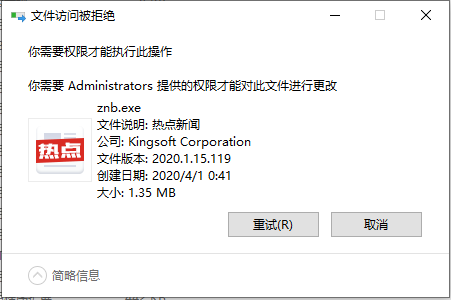 文件访问被拒绝
你需要权限才能执行此操作
你需要 Administrators 提供的权限才能对此文件进行更改
znb.exe
热点
文件说明: 热点新闻
公司: Kingsoft Corporation
文件版本: 2020.1.15.119
创建日期: 2020/4/1 0:41
大小: 1.35 MB
重试(R)
取消
简略信息